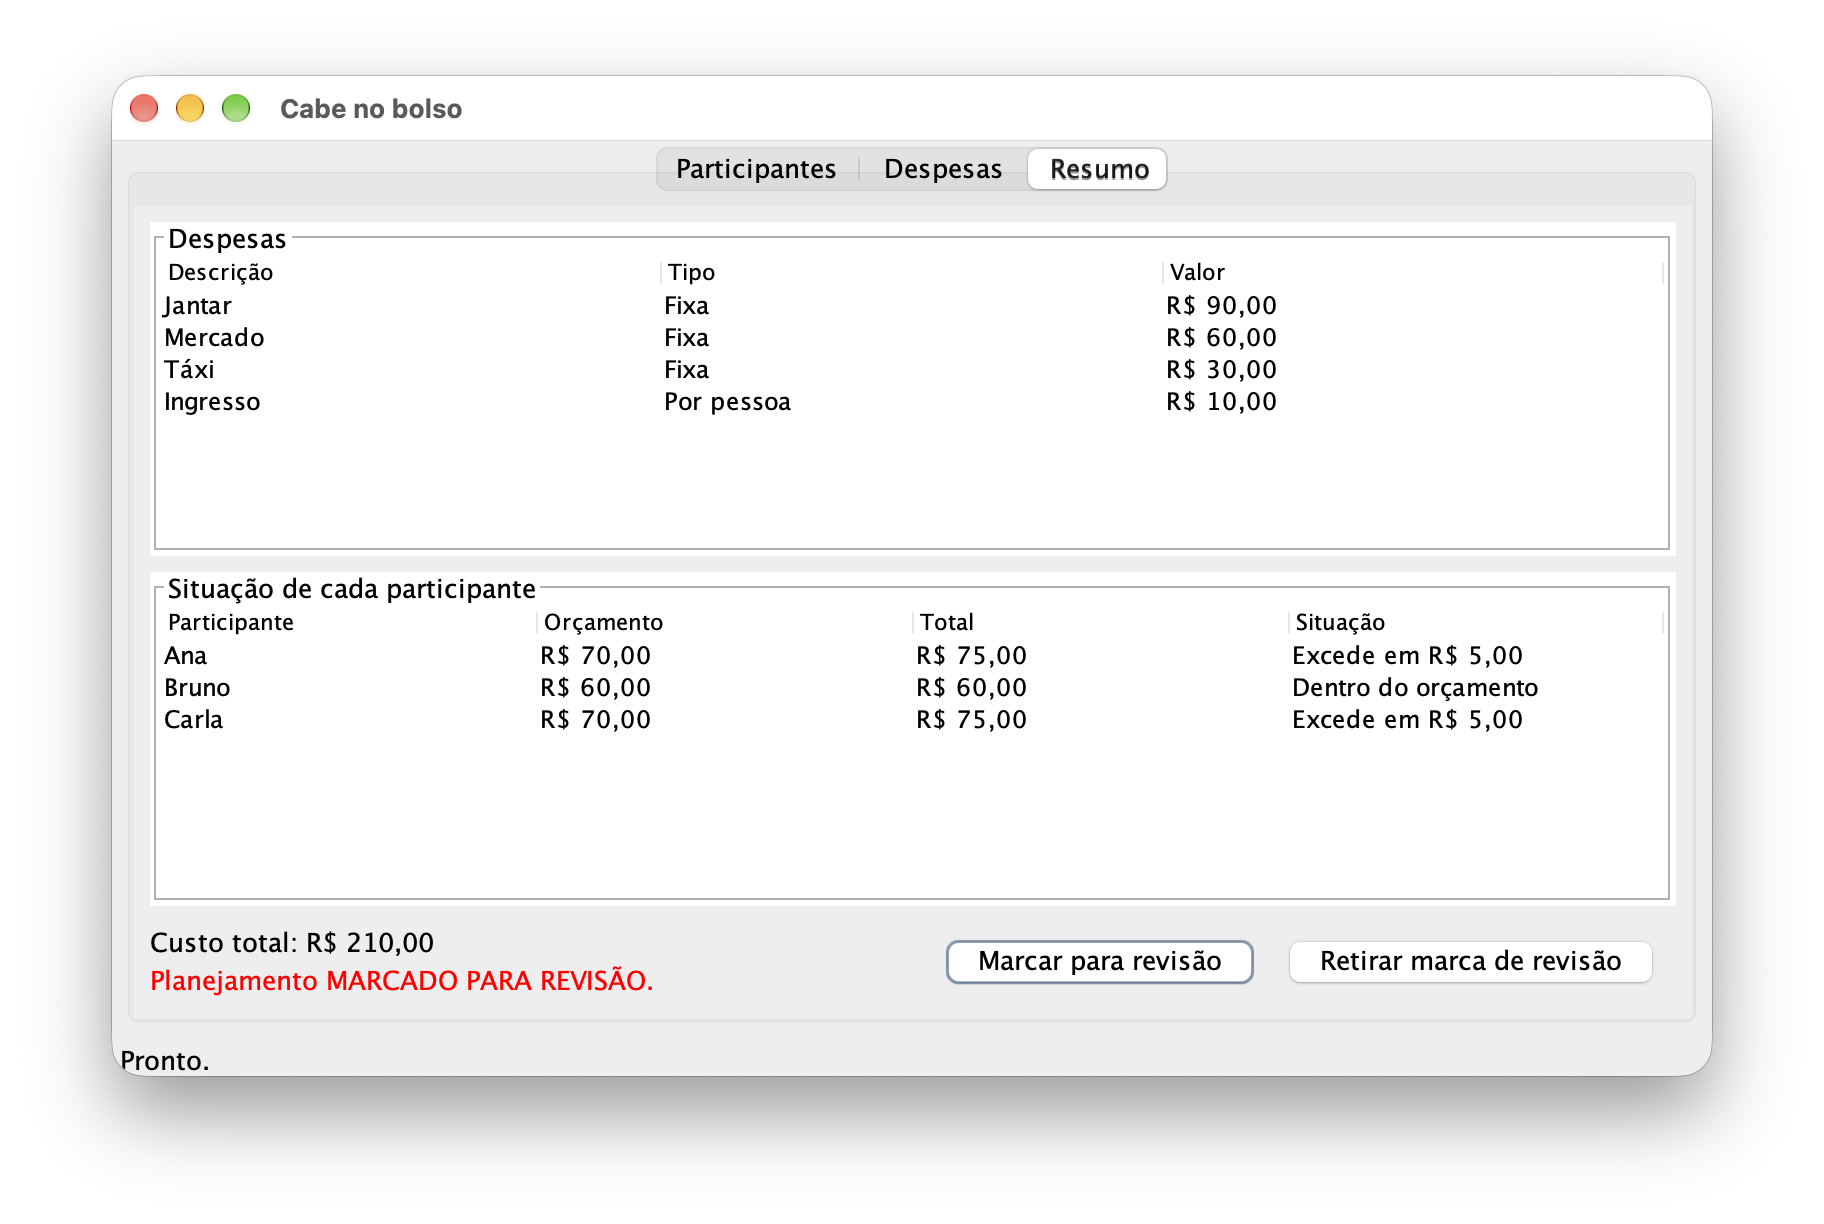 Cabe no bolso
Participantes Despesas Resumo
Despesas
Descrição Tipo Valor
Jantar Fixa R$ 90,00
Mercado Fixa R$ 60,00
Táxi Fixa R$ 30,00
Ingresso Por pessoa R$ 10,00
Situação de cada participante
Participante Orçamento Total Situação
Ana R$ 70,00 R$ 75,00 Excede em R$ 5,00
Bruno R$ 60,00 R$ 60,00 Dentro do orçamento
Carla R$ 70,00 R$ 75,00 Excede em R$ 5,00
Custo total: R$ 210,00
Planejamento MARCADO PARA REVISÃO.
Marcar para revisão Retirar marca de revisão
Pronto.